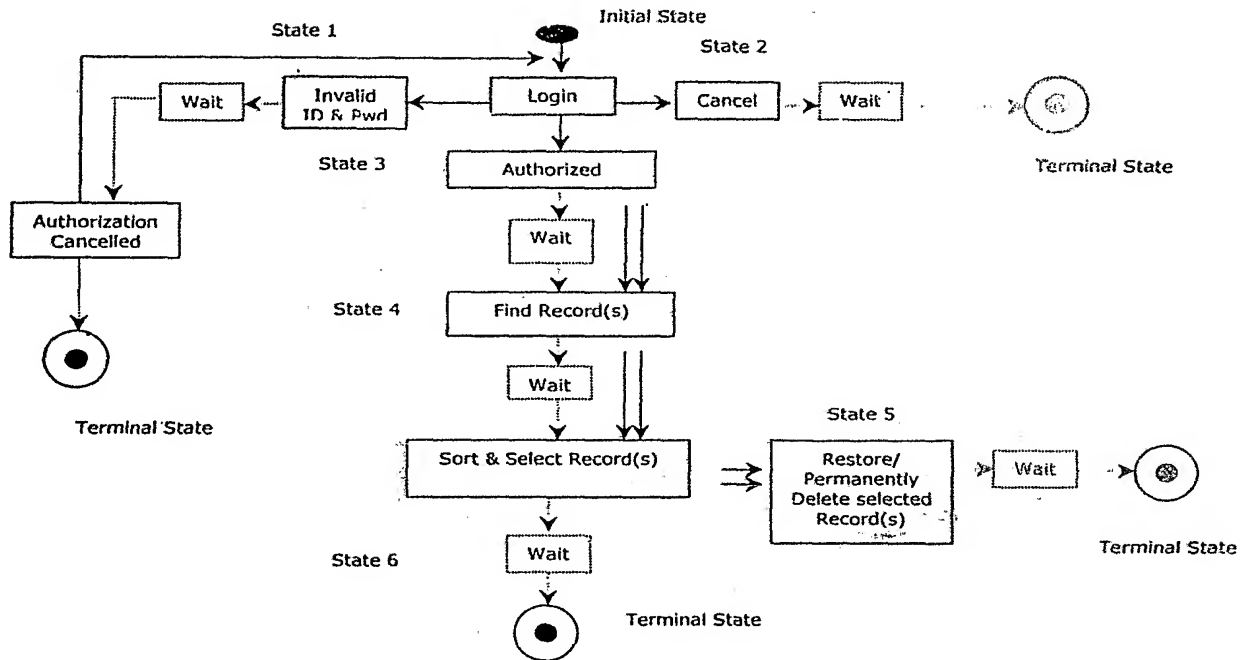 Initial State
State 1
State 2
Wait
Invalid
ID & Pwd
Login
Cancel
Wait
State 3
Authorized
Terminal State
Authorization
Cancelled
Wait
State 4
Find Record(s)
Wait
Terminal State
State 5
Sort & Select Record(s)
Restore/
Permanently
Delete selected
Record(s)
Wait
Wait
State 6
Terminal State
Terminal State